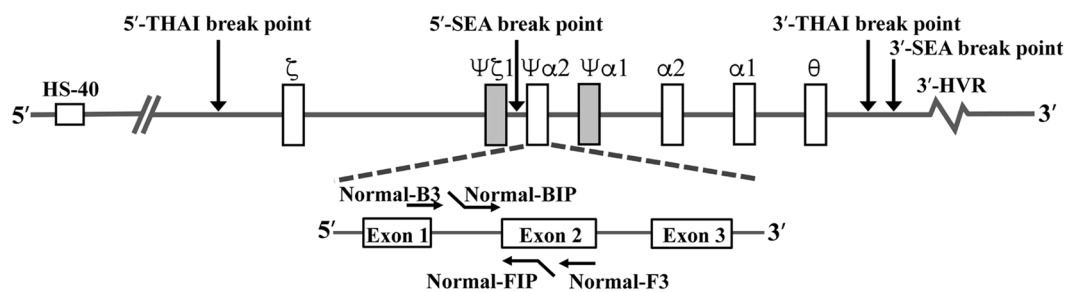 5′-THAI break point 5′-SEA break point 3′-THAI break point
3′-SEA break point
HS-40 ζ Ψζ1 Ψα2 Ψα1 α2 α1 θ 3′-HVR
5′ 3′
Normal-B3 Normal-BIP
5′ Exon 1 Exon 2 Exon 3 3′
Normal-FIP Normal-F3